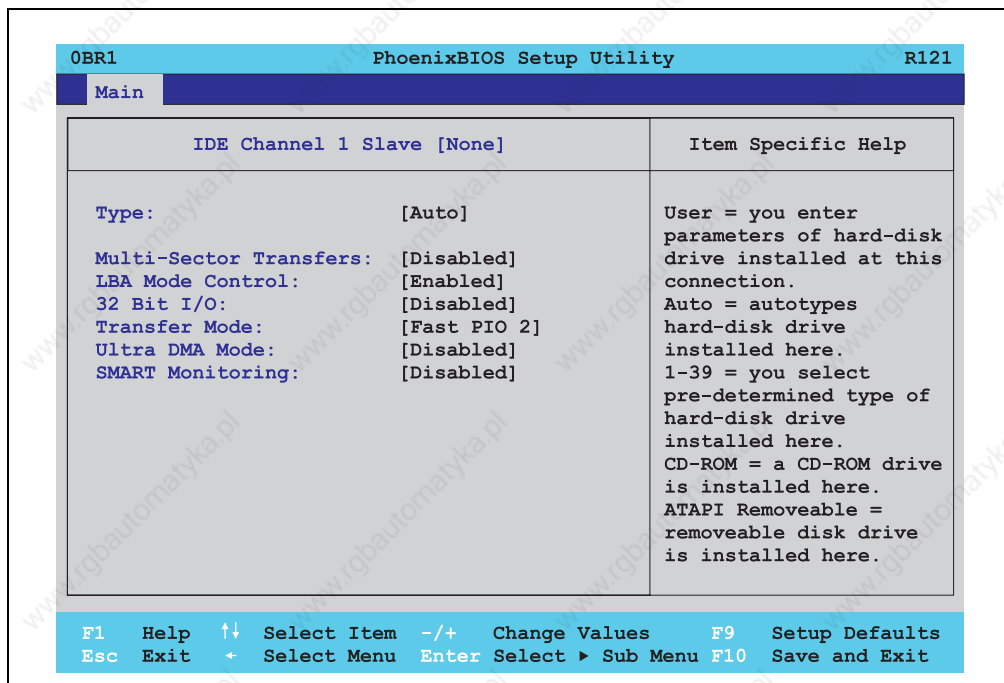 0BR1 PhoenixBIOS Setup Utility R121
Main
IDE Channel 1 Slave [None]
Type: [Auto]
Multi-Sector Transfers: [Disabled]
LBA Mode Control: [Enabled]
32 Bit I/O: [Disabled]
Transfer Mode: [Fast PIO 2]
Ultra DMA Mode: [Disabled]
SMART Monitoring: [Disabled]
Item Specific Help
User = you enter
parameters of hard-disk
drive installed at this
connection.
Auto = autotypes
hard-disk drive
installed here.
1-39 = you select
pre-determined type of
hard-disk drive
installed here.
CD-ROM = a CD-ROM drive
is installed here.
ATAPI Removeable =
removeable disk drive
is installed here.
F1 Help ↑↓ Select Item -/+ Change Values F9 Setup Defaults
Esc Exit ← Select Menu Enter Select ▶ Sub Menu F10 Save and Exit
www.rgbautomatyka.pl